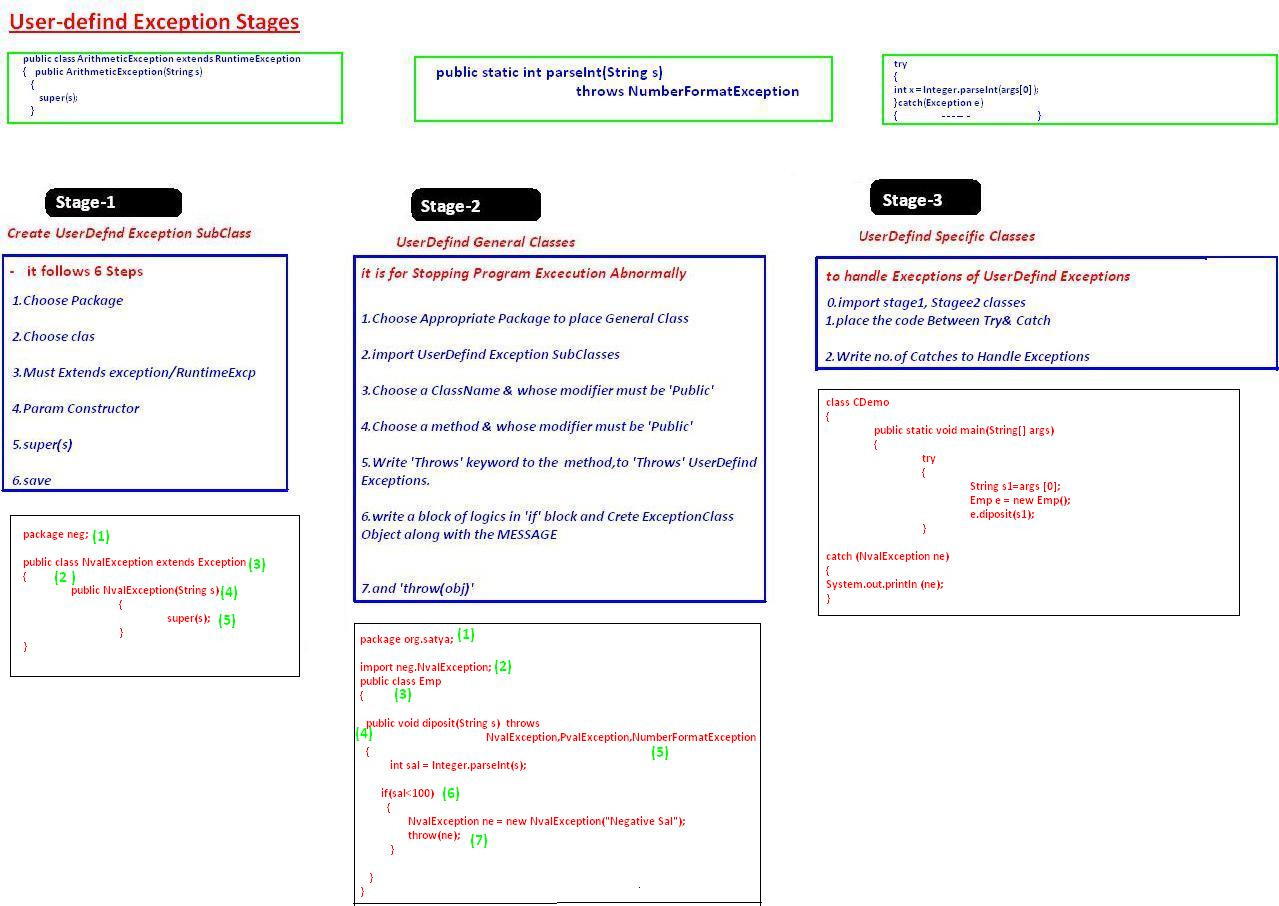 User-defind Exception Stages
public class ArithmeticException extends RuntimeException
{ public ArithmeticException(String s)
{
super(s);
}
public static int parseInt(String s)
throws NumberFormatException
try
{
int x = Integer.parseInt(args[0]);
}catch(Exception e)
{ ------ }
Stage-1
Create UserDefnd Exception SubClass
- it follows 6 Steps
1.Choose Package
2.Choose clas
3.Must Extends exception/RuntimeExcp
4.Param Constructor
5.super(s)
6.save
package neg; (1)
public class NvalException extends Exception (3)
{ (2 )
public NvalException(String s) (4)
{
super(s); (5)
}
}
Stage-2
UserDefind General Classes
it is for Stopping Program Excecution Abnormally
1.Choose Appropriate Package to place General Class
2.import UserDefind Exception SubClasses
3.Choose a ClassName & whose modifier must be 'Public'
4.Choose a method & whose modifier must be 'Public'
5.Write 'Throws' keyword to the method,to 'Throws' UserDefind
Exceptions.
6.write a block of logics in 'if' block and Crete ExceptionClass
Object along with the MESSAGE
7.and 'throw(obj)'
package org.satya; (1)
import neg.NvalException; (2)
public class Emp
{ (3)
public void diposit(String s) throws
(4) NvalException,PvalException,NumberFormatException
{ (5)
int sal = Integer.parseInt(s);
if(sal<100) (6)
{
NvalException ne = new NvalException("Negative Sal");
throw(ne); (7)
}
}
}
Stage-3
UserDefind Specific Classes
to handle Execptions of UserDefind Exceptions
0.import stage1, Stagee2 classes
1.place the code Between Try& Catch
2.Write no.of Catches to Handle Exceptions
class CDemo
{
public static void main(String[] args)
{
try
{
String s1=args [0];
Emp e = new Emp();
e.diposit(s1);
}
catch (NvalException ne)
{
System.out.println (ne);
}